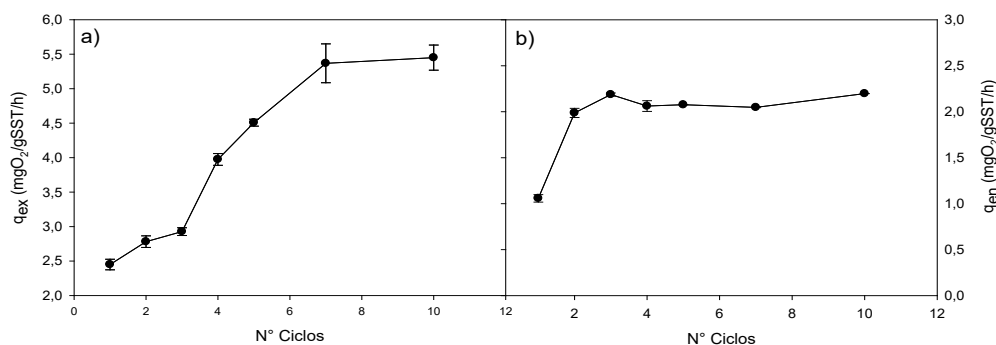 a)
6,0
5,5
5,0
4,5
4,0
3,5
3,0
2,5
2,0
qex (mgO2/gSST/h)
0 2 4 6 8 10 12
N° Ciclos
b)
3,0
2,5
2,0
1,5
1,0
0,5
0,0
qen (mgO2/gSST/h)
2 4 6 8 10 12
N° Ciclos